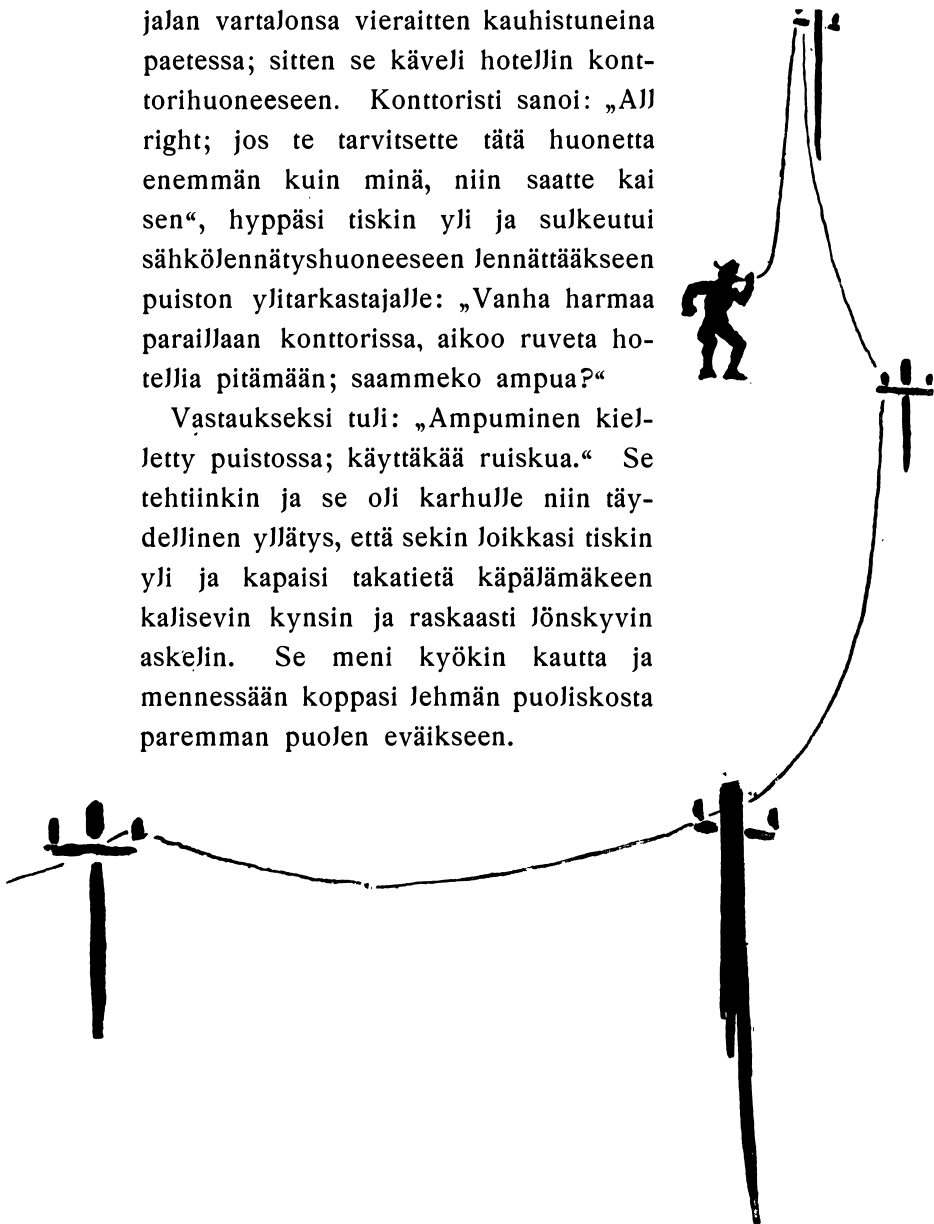 jalan vartalonsa vieraitten kauhistuneina
paetessa; sitten se käveli hotellin kont-
torihuoneeseen. Konttoristi sanoi: „All
right; jos te tarvitsette tätä huonetta
enemmän kuin minä, niin saatte kai
sen“, hyppäsi tiskin yli ja sulkeutui
sähkölennätyshuoneeseen lennättääkseen
puiston ylitarkastajalle: „Vanha harmaa
paraillaan konttorissa, aikoo ruveta ho-
tellia pitämään; saammeko ampua?“
Vastaukseksi tuli: „Ampuminen kiel-
letty puistossa; käyttäkää ruiskua.“ Se
tehtiinkin ja se oli karhulle niin täy-
dellinen yllätys, että sekin loikkasi tiskin
yli ja kapaisi takatietä käpälämäkeen
kalisevin kynsin ja raskaasti lönskyvin
askelin. Se meni kyökin kautta ja
mennessään koppasi lehmän puoliskosta
paremman puolen eväikseen.